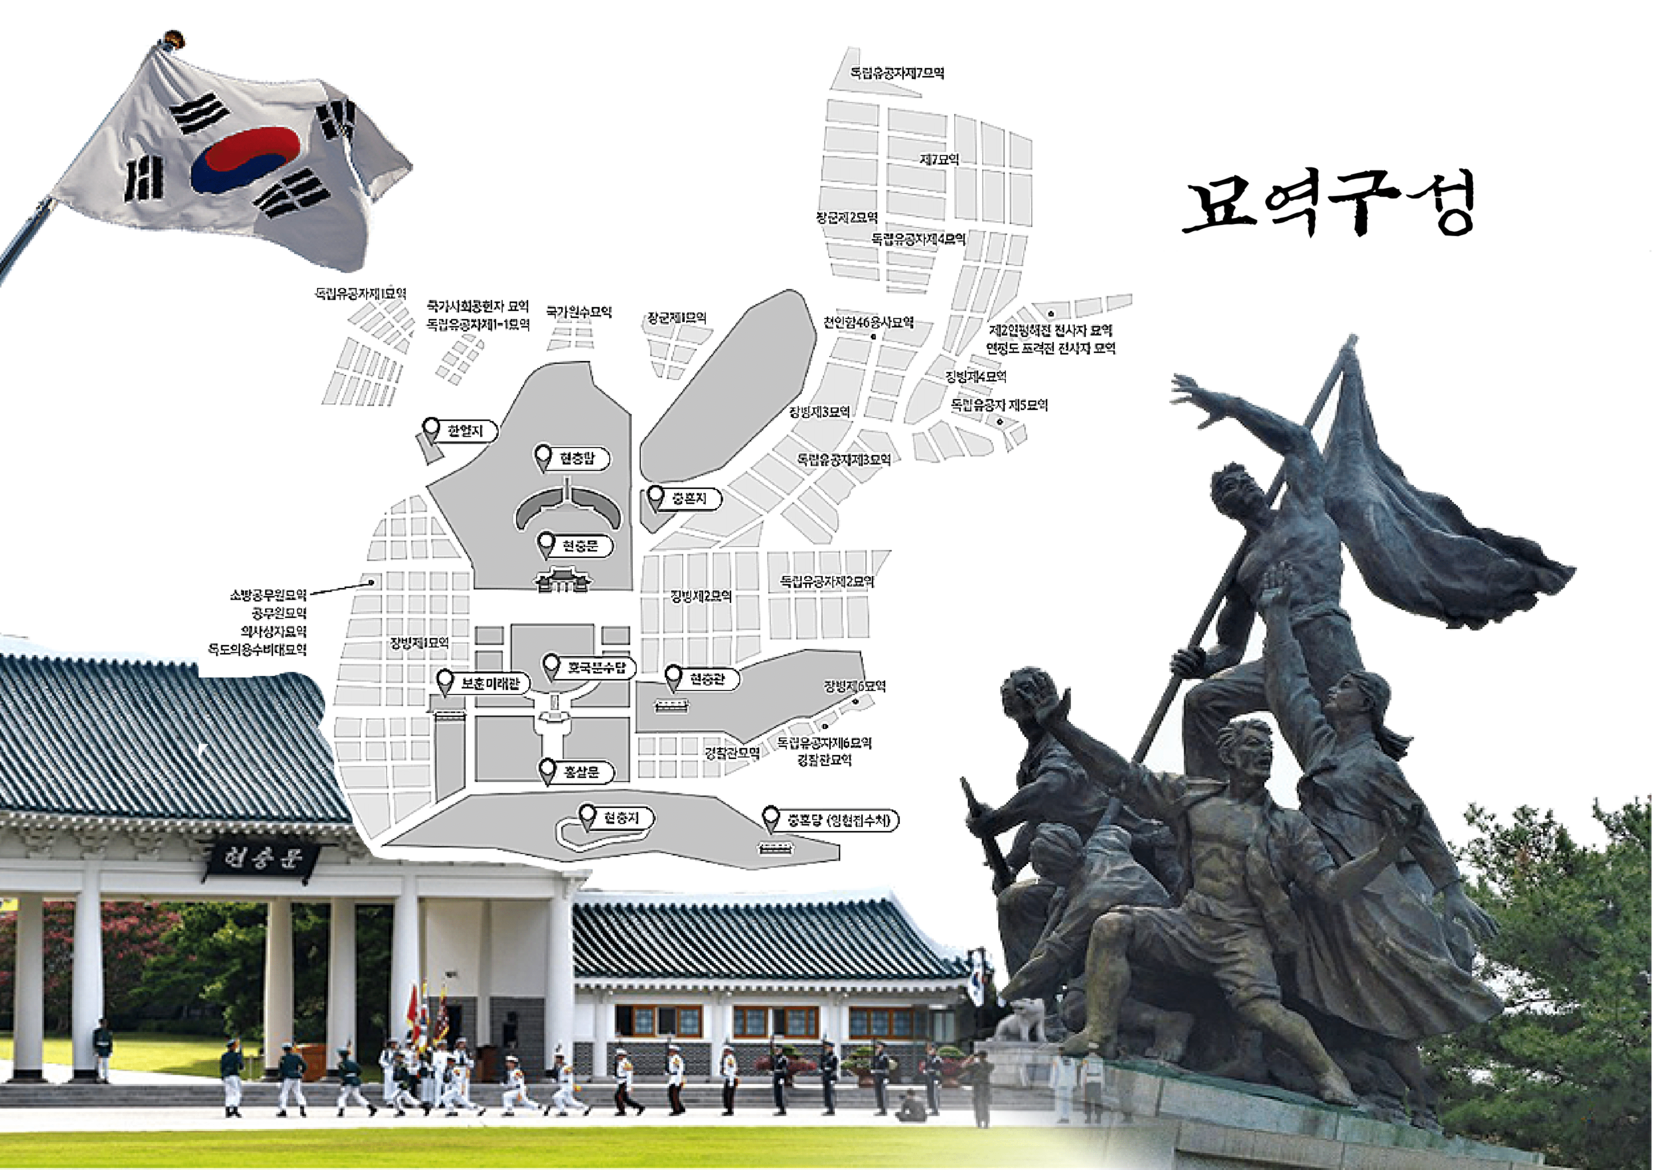 묘역구성
독립유공자제7묘역
제7묘역
장군제2묘역
독립유공자제4묘역
독립유공자제1묘역
국가사회공헌자 묘역
독립유공자제1-1묘역
국가원수묘역
장군제1묘역
천안함46용사묘역
제2연평해전 전사자 묘역
연평도 포격전 전사자 묘역
장병제4묘역
독립유공자 제5묘역
장병제3묘역
독립유공자제3묘역
한얼지
현충탑
충혼지
현충문
장병제2묘역
독립유공자제2묘역
소방공무원묘역
공무원묘역
의사상자묘역
독도의용수비대묘역
장병제1묘역
호국분수탑
보훈미래관
현충관
장병제6묘역
경찰관묘역
독립유공자제6묘역
경찰관묘역
홍살문
현충지
충혼당 (영현접수처)
현충문